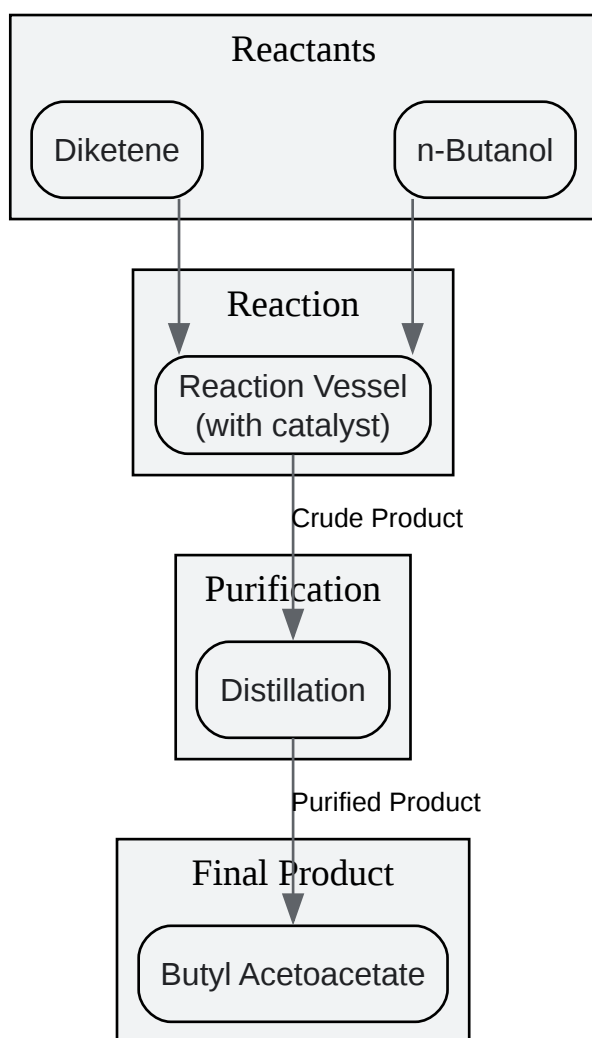 Reactants
Diketene
n-Butanol
Reaction
Reaction Vessel
(with catalyst)
Crude Product
Purification
Distillation
Purified Product
Final Product
Butyl Acetoacetate